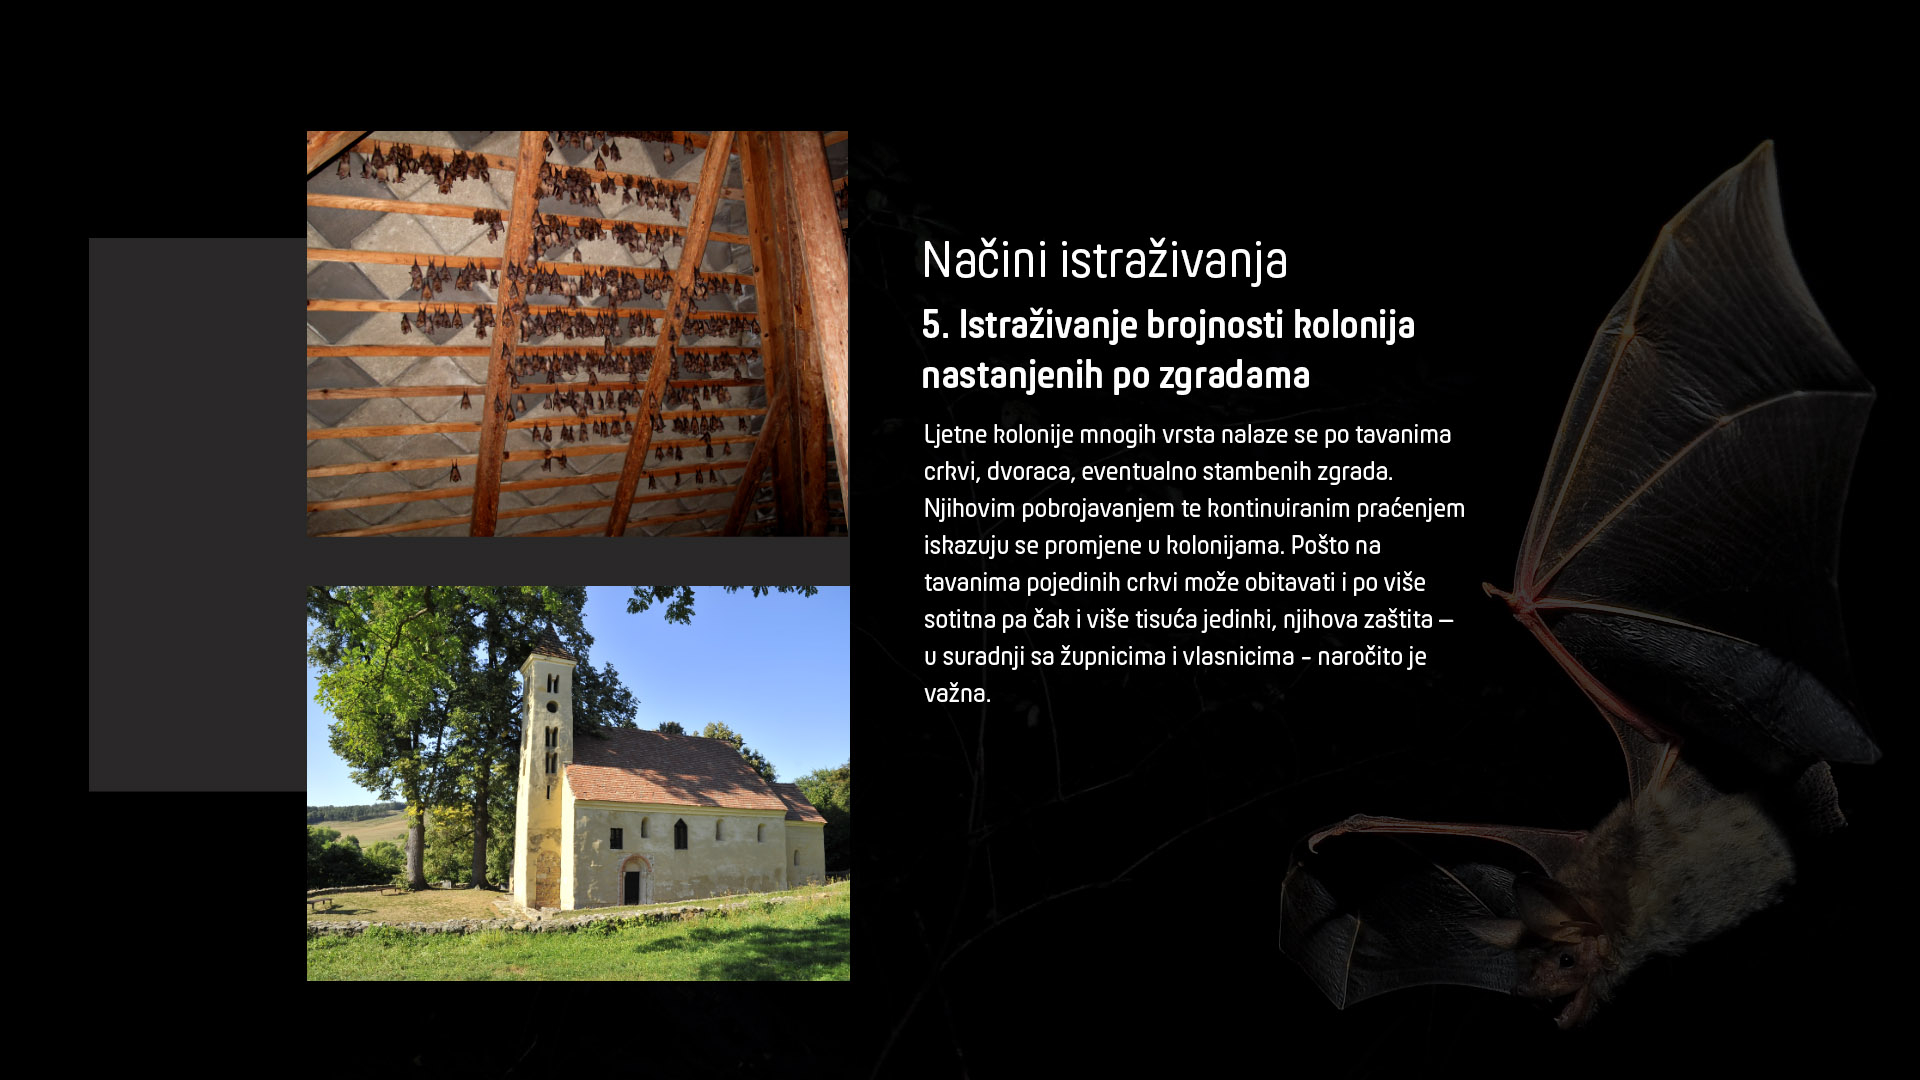 Načini istraživanja
5. Istraživanje brojnosti kolonija
nastanjenih po zgradama
Ljetne kolonije mnogih vrsta nalaze se po tavanima
crkvi, dvoraca, eventualno stambenih zgrada.
Njihovim pobrojavanjem te kontinuiranim praćenjem
iskazuju se promjene u kolonijama. Pošto na
tavanima pojedinih crkvi može obitavati i po više
sotitna pa čak i više tisuća jedinki, njihova zaštita –
u suradnji sa župnicima i vlasnicima - naročito je
važna.